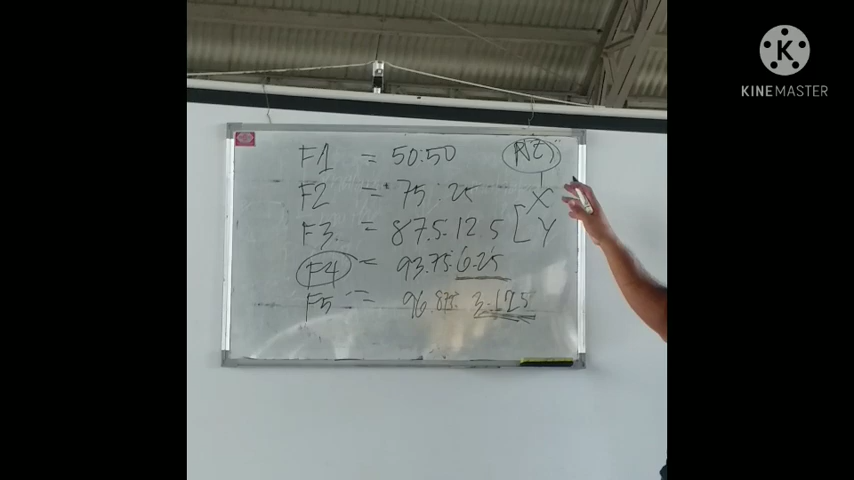 F1 = 50:50
F2 = 75:25
F3. = 87.5:12 5
F4 = 93.75:6.25
F5 = 96.875: 3.125
X
Y
KINEMASTER